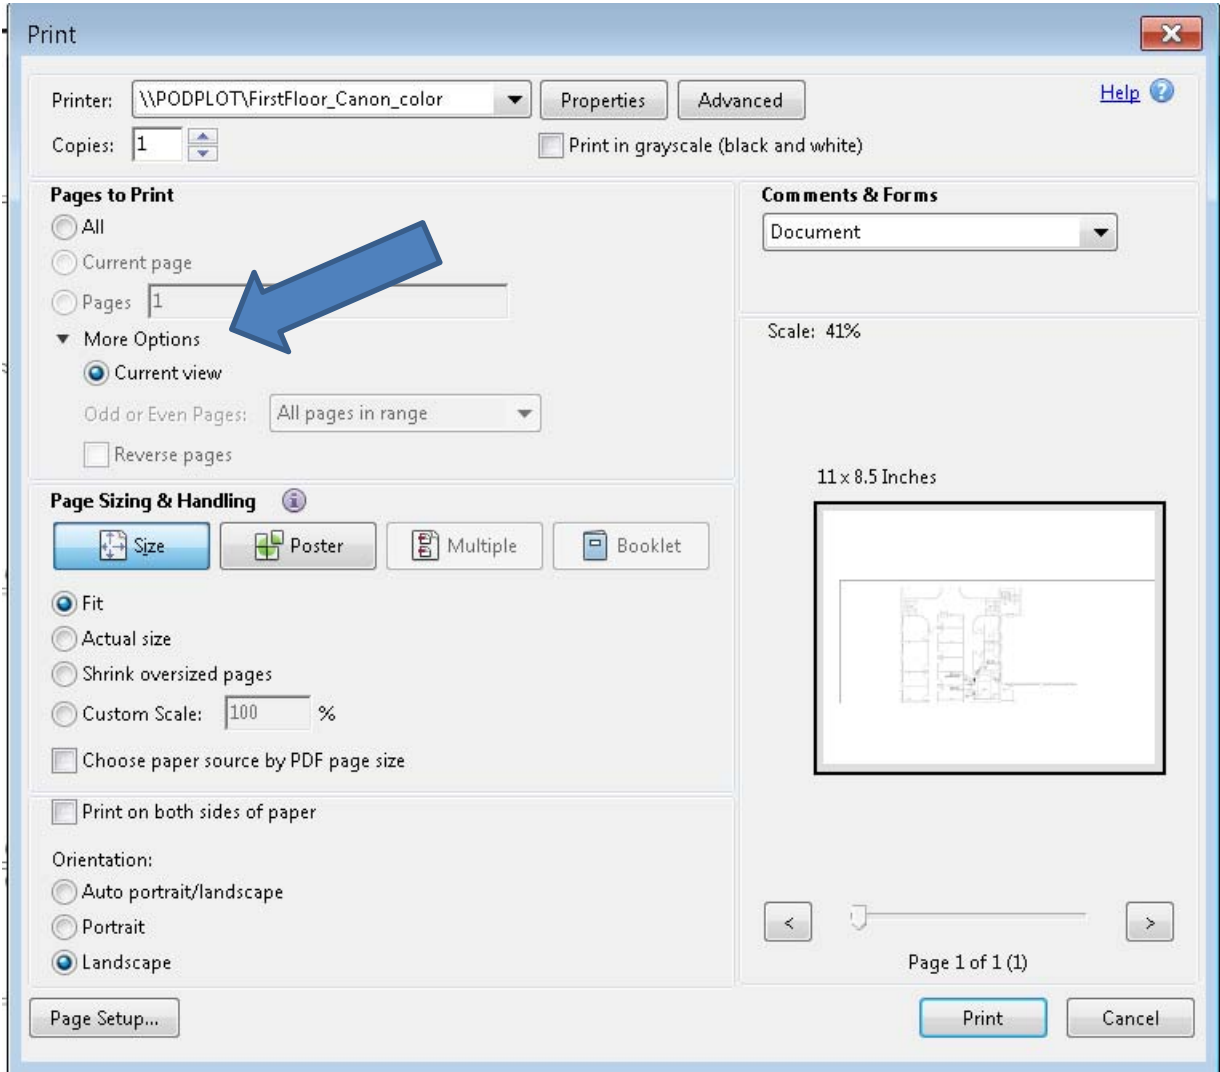 Print
Printer: \\PODPLOT\FirstFloor_Canon_color Properties Advanced Help
Copies: 1 Print in grayscale (black and white)
Pages to Print
All
Current page
Pages 1
More Options
Current view
Odd or Even Pages: All pages in range
Reverse pages
Comments & Forms
Document
Page Sizing & Handling
Size Poster Multiple Booklet
Fit
Actual size
Shrink oversized pages
Custom Scale: 100 %
Choose paper source by PDF page size
Print on both sides of paper
Orientation:
Auto portrait/landscape
Portrait
Landscape
Scale: 41%
11 x 8.5 Inches
< >
Page 1 of 1 (1)
Page Setup... Print Cancel